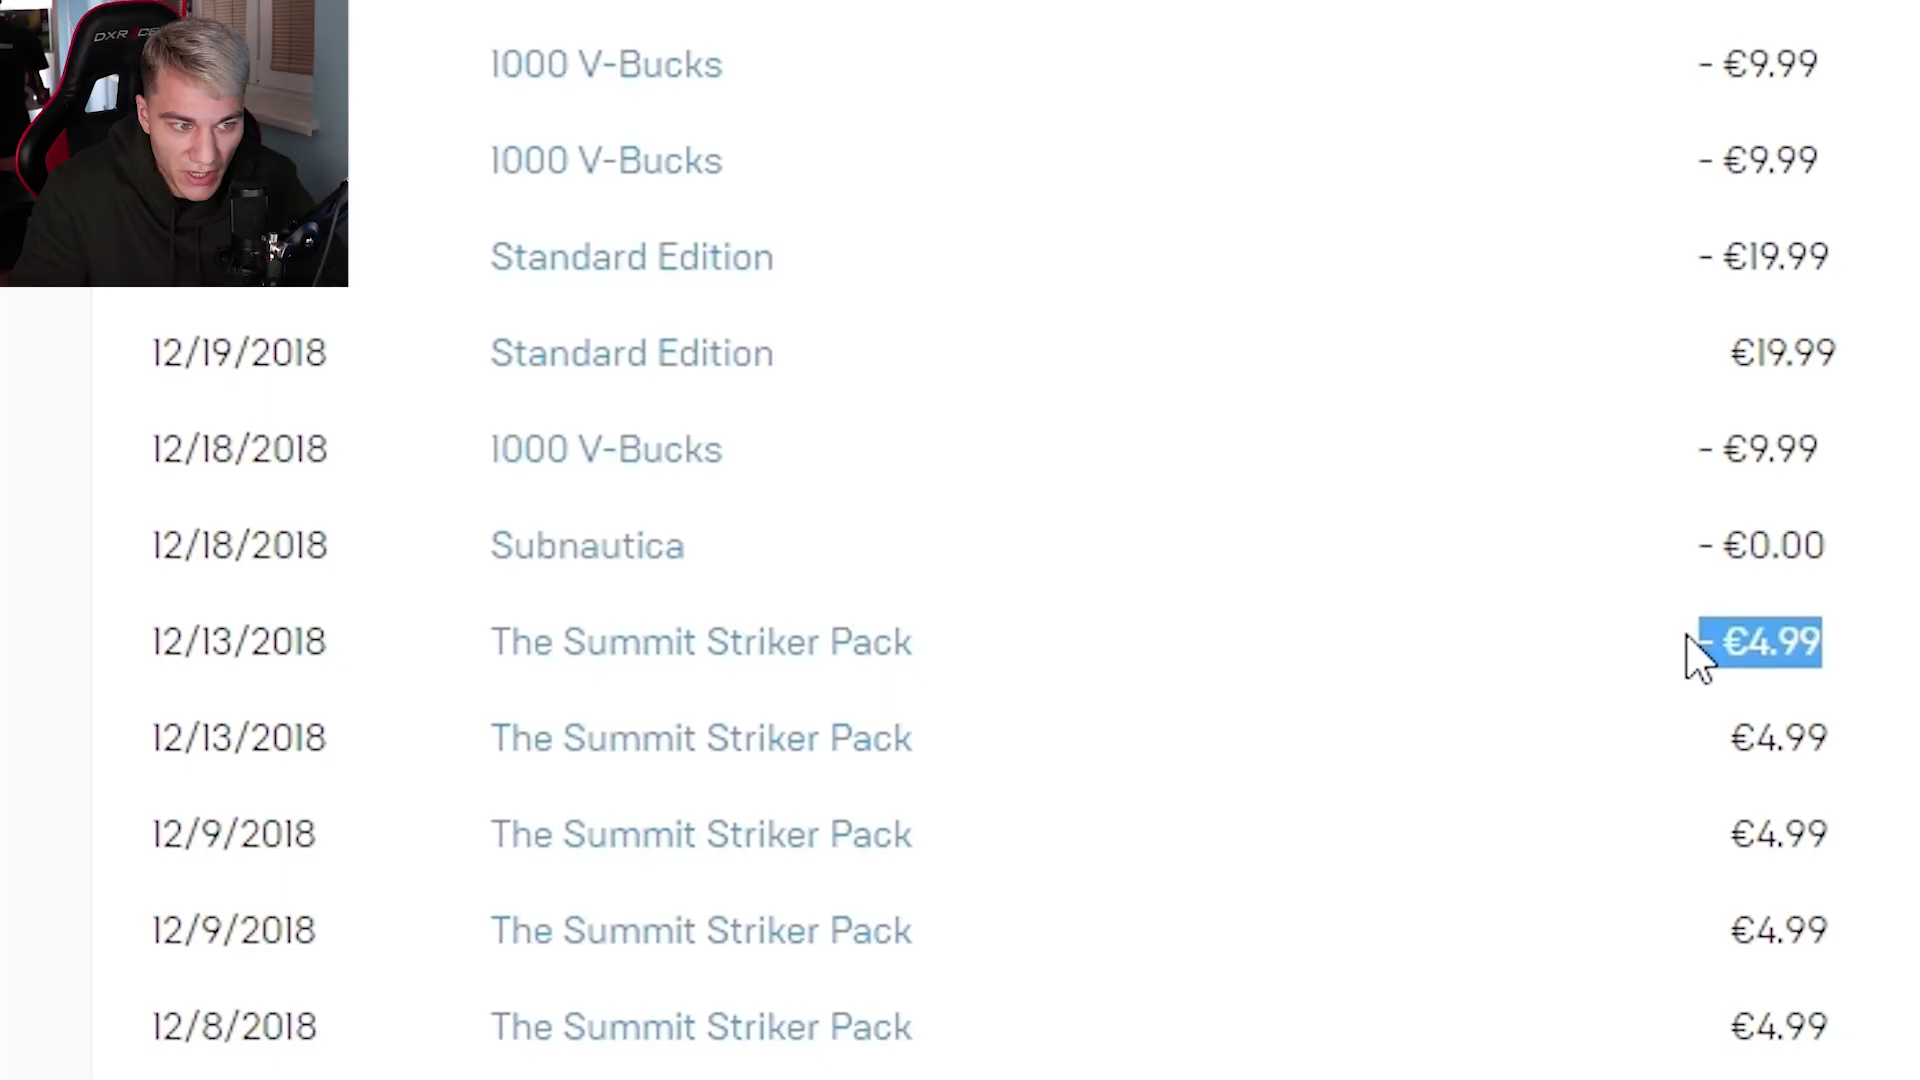 DXRACER
1000 V-Bucks - €9.99
1000 V-Bucks - €9.99
Standard Edition - €19.99
12/19/2018 Standard Edition €19.99
12/18/2018 1000 V-Bucks - €9.99
12/18/2018 Subnautica - €0.00
12/13/2018 The Summit Striker Pack - €4.99
12/13/2018 The Summit Striker Pack €4.99
12/9/2018 The Summit Striker Pack €4.99
12/9/2018 The Summit Striker Pack €4.99
12/8/2018 The Summit Striker Pack €4.99